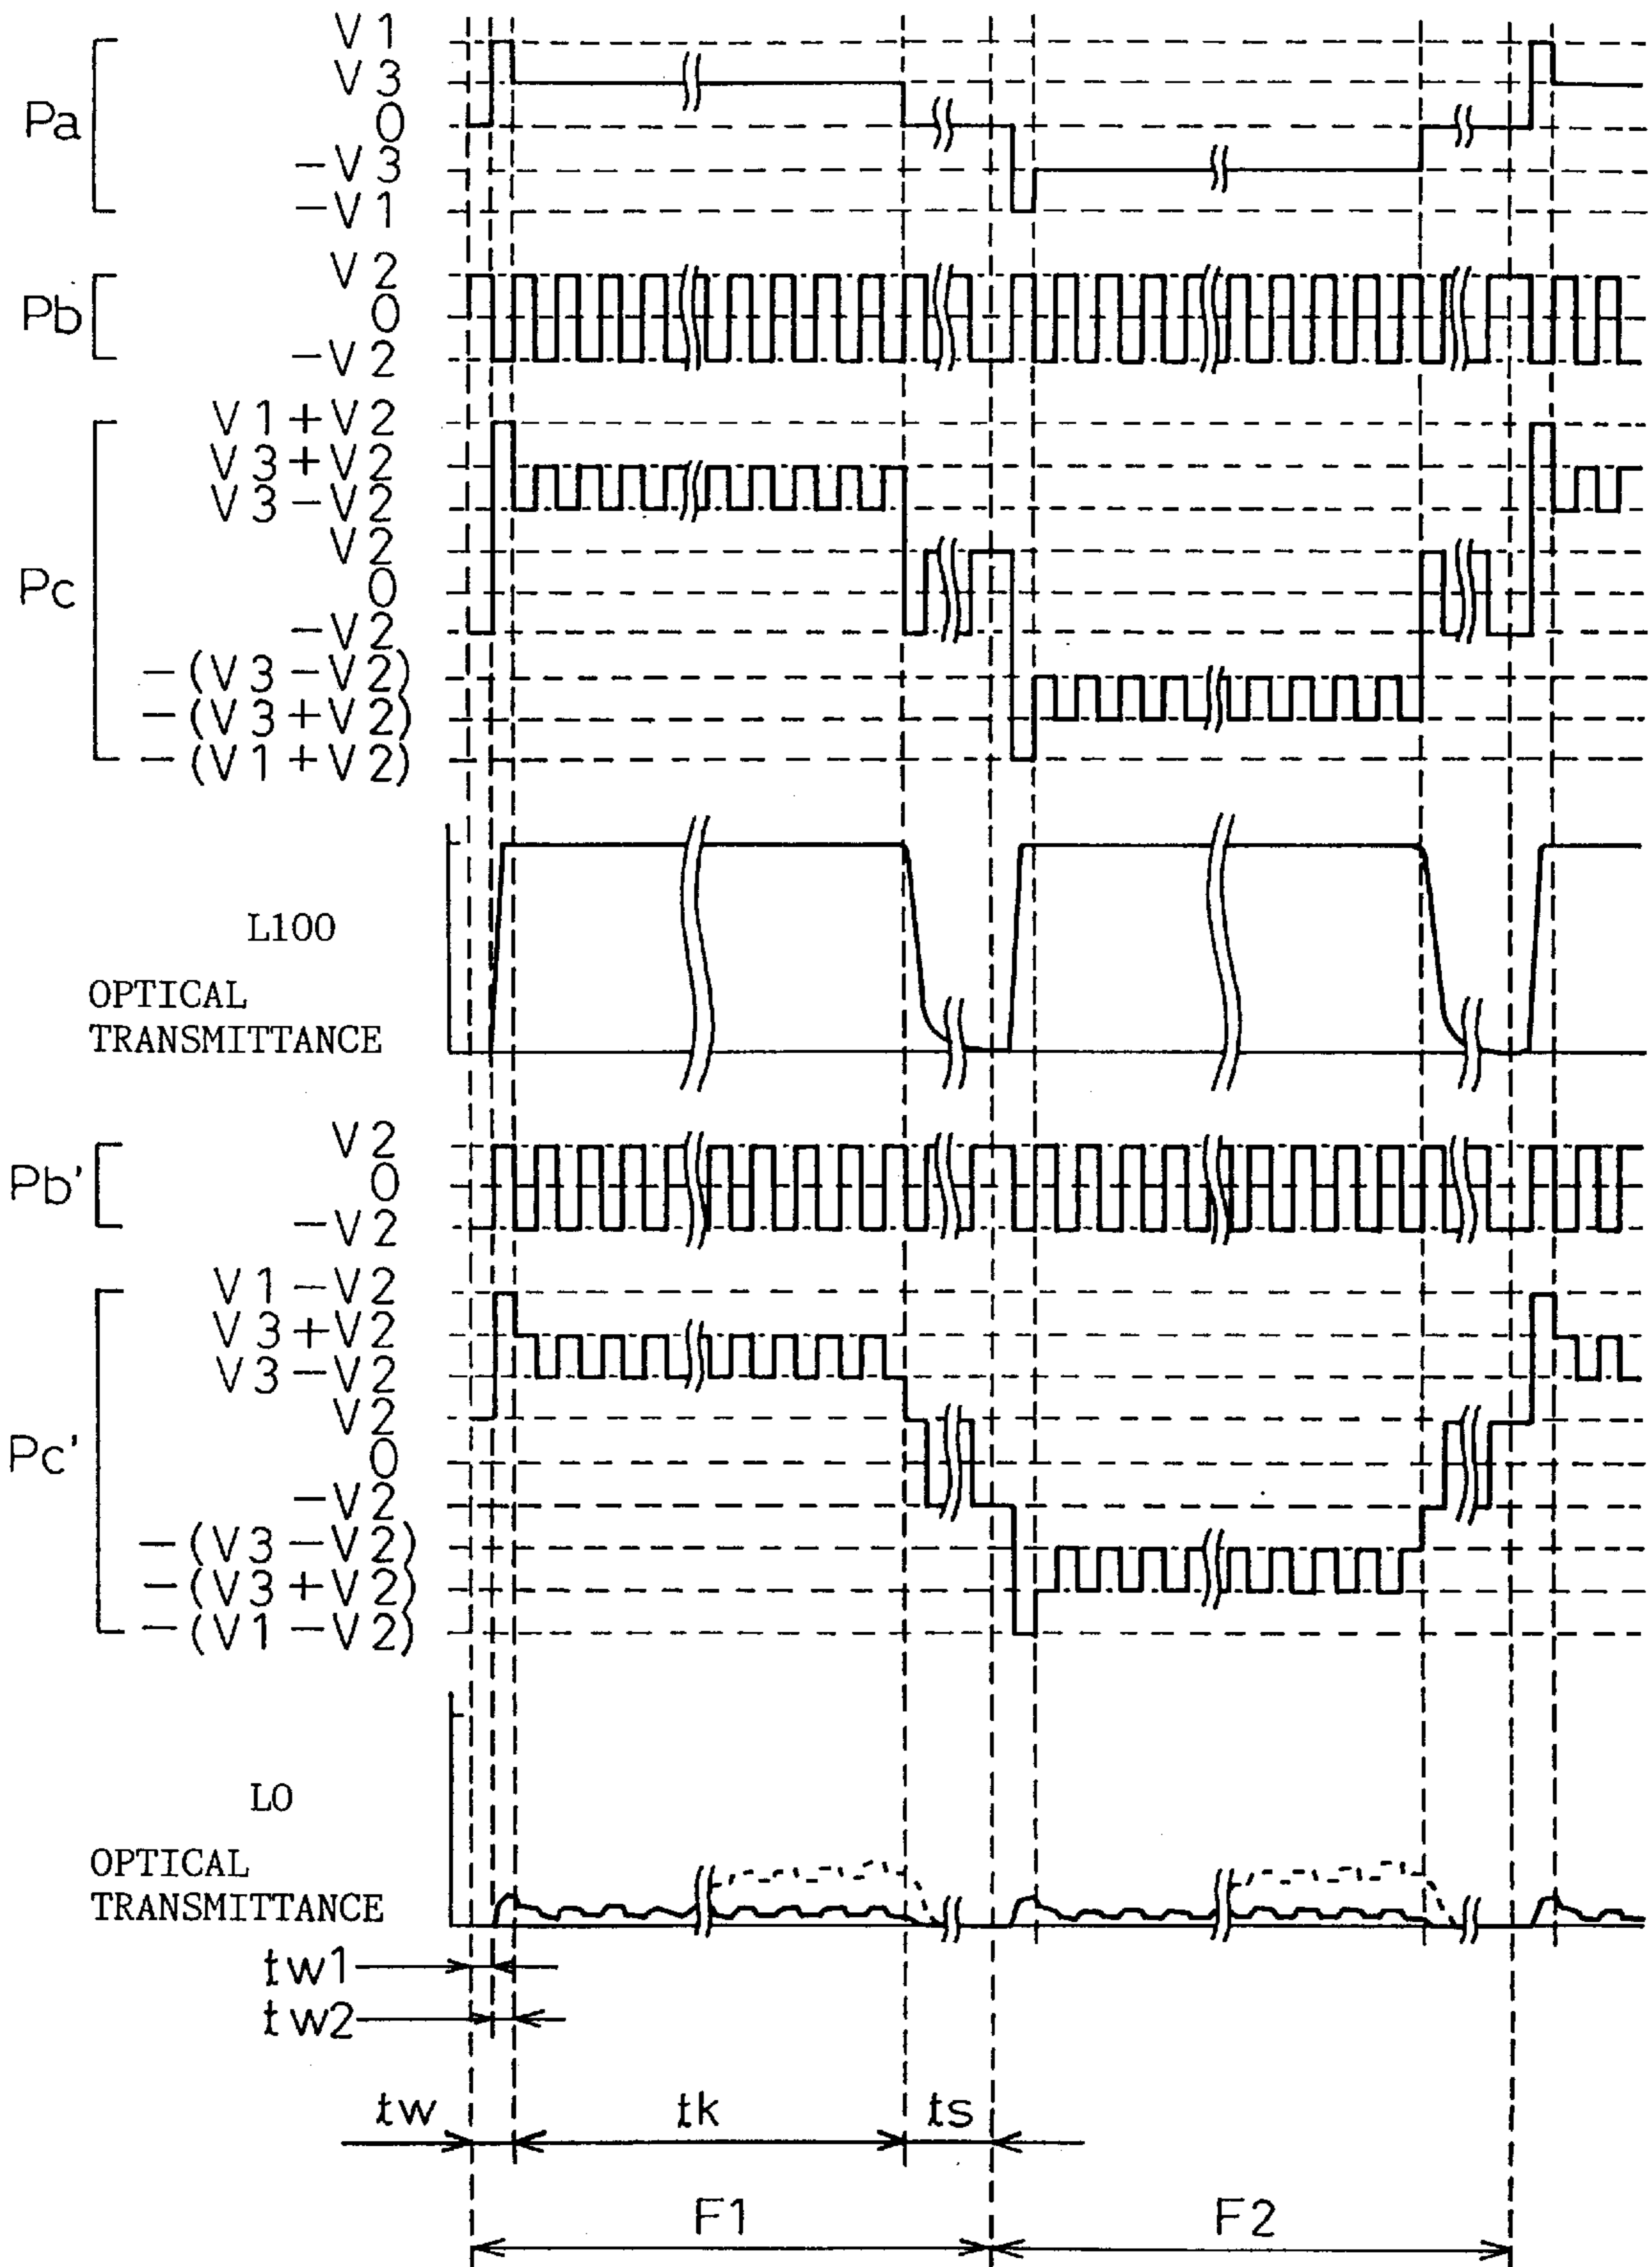 V1
V3
Pa
0
−V3
−V1
V2
Pb
0
−V2
V1+V2
V3+V2
V3−V2
V2
Pc
0
−V2
−(V3−V2)
−(V3+V2)
−(V1+V2)
L100
OPTICAL
TRANSMITTANCE
V2
Pb'
0
−V2
V1−V2
V3+V2
V3−V2
V2
Pc'
0
−V2
−(V3−V2)
−(V3+V2)
−(V1−V2)
L0
OPTICAL
TRANSMITTANCE
tw1
tw2
tw tk ts
F1 F2